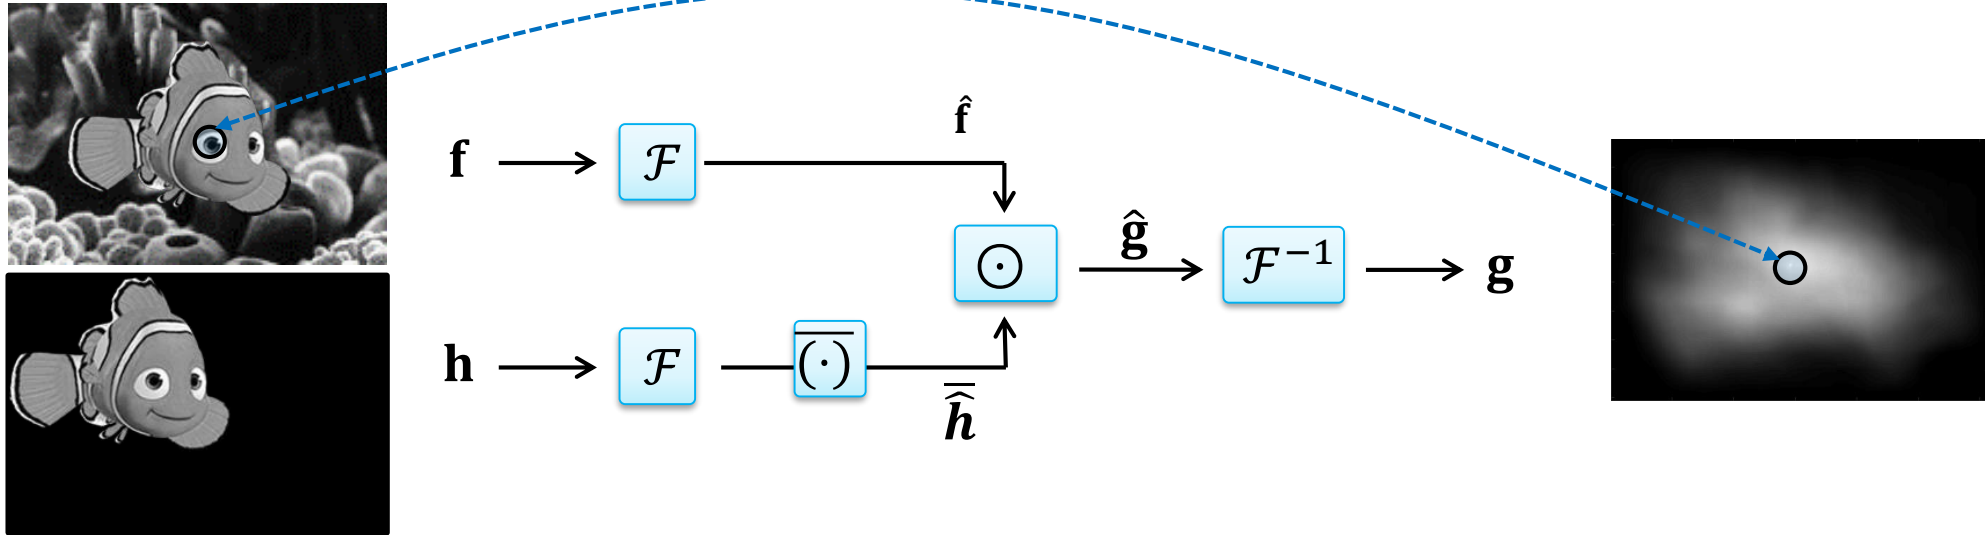 f → ℱ
f̂
⊙
ĝ
ℱ⁻¹
g
h → ℱ
(·)̅
ĥ̅